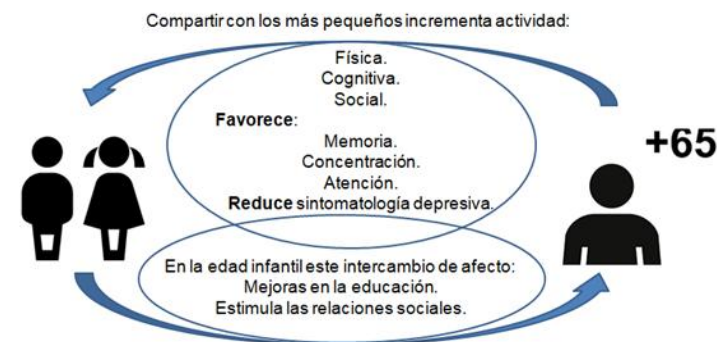 Compartir con los más pequeños incrementa actividad:
Física.
Cognitiva.
Social.
Favorece:
Memoria.
Concentración.
Atención.
Reduce sintomatología depresiva.
+65
En la edad infantil este intercambio de afecto:
Mejoras en la educación.
Estimula las relaciones sociales.